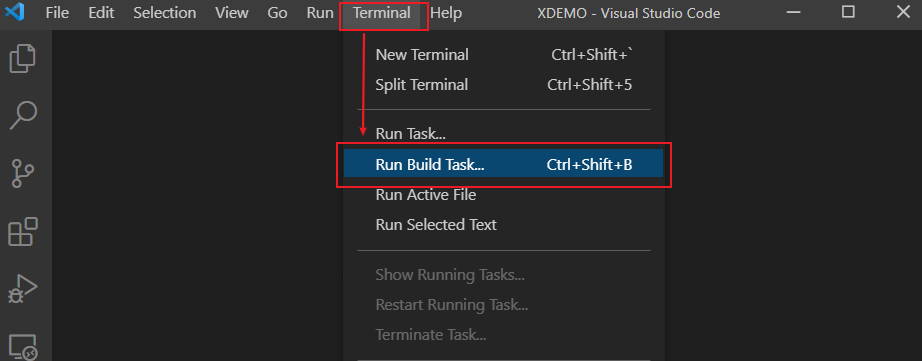 File Edit Selection View Go Run Terminal Help XDEMO - Visual Studio Code
New Terminal Ctrl+Shift+`
Split Terminal Ctrl+Shift+5
Run Task...
Run Build Task... Ctrl+Shift+B
Run Active File
Run Selected Text
Show Running Tasks...
Restart Running Task...
Terminate Task...